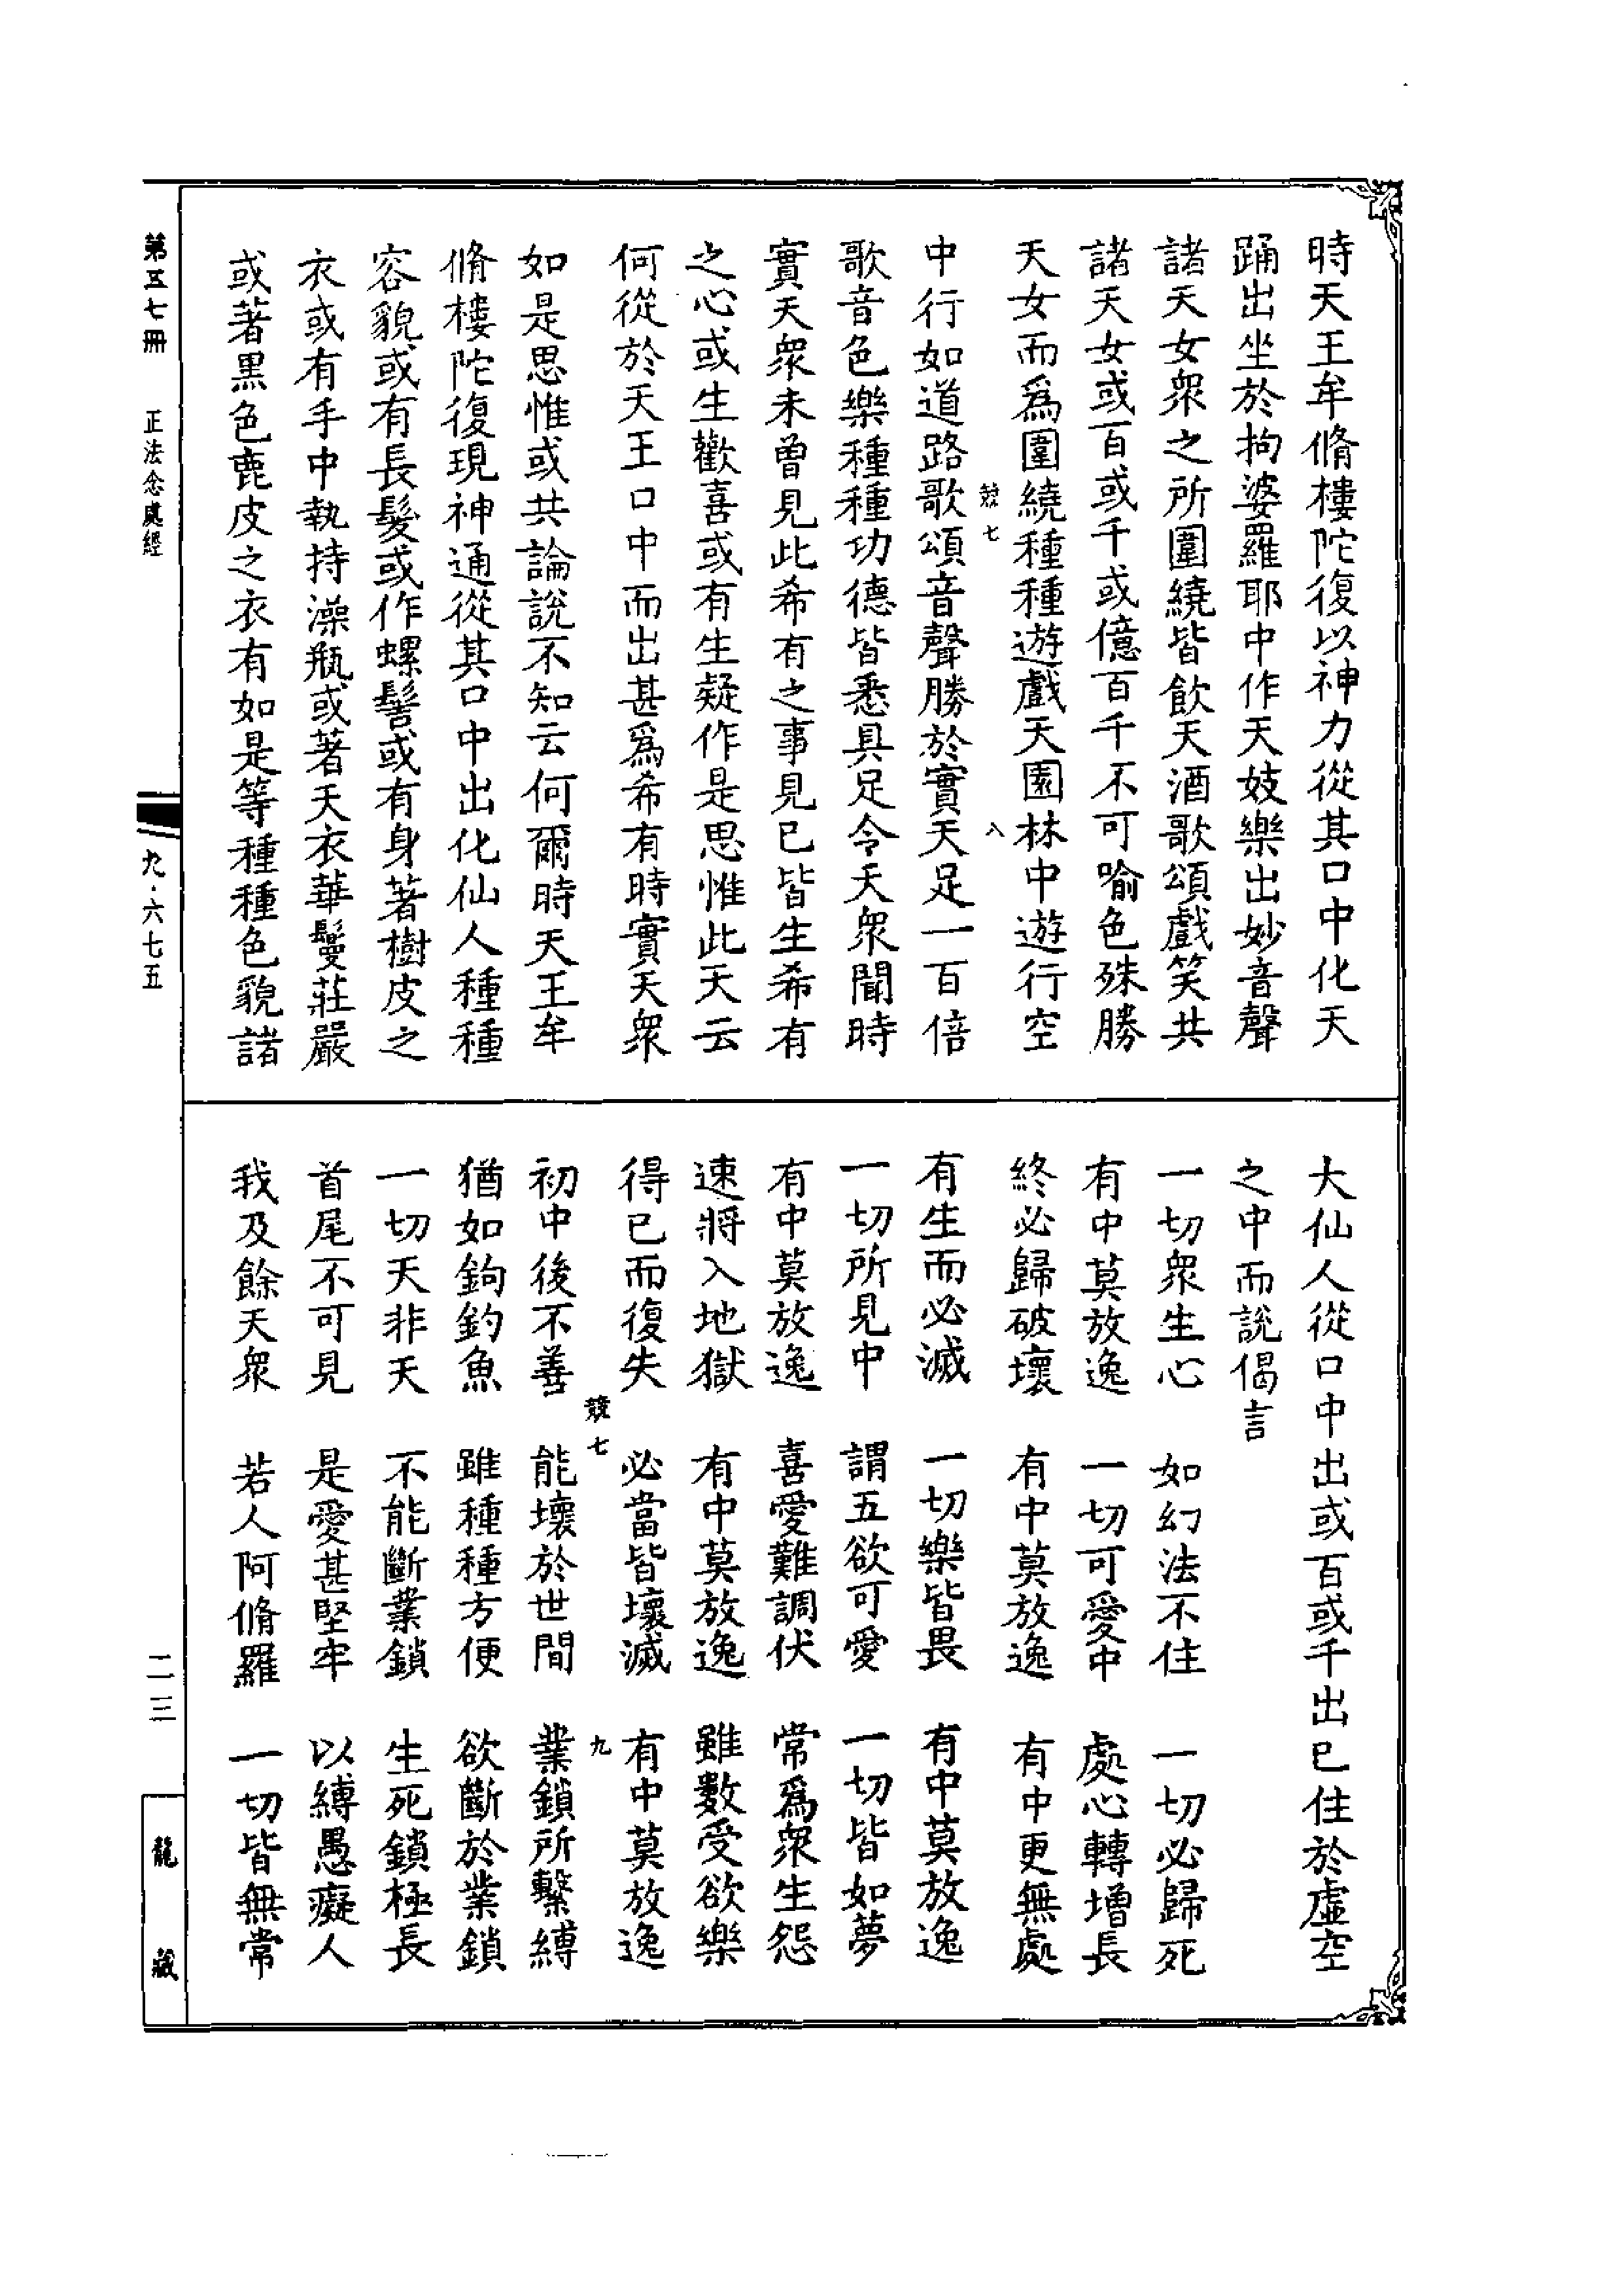 時天王牟脩樓陀復以神力從其口中化天
踊出坐於拘婆羅耶中作天妓樂出妙音聲
諸天女衆之所圍繞皆飲天酒歌頌戲笑共
諸天女或百或千或億百千不可喻色殊勝
天女而爲圍繞種種遊戲天園林中遊行空
競七 八
中行如道路歌頌音聲勝於實天足一百倍
歌音色樂種種功德皆悉具足令天衆聞時
實天衆未曾見此希有之事見已皆生希有
之心或生歡喜或有生疑作是思惟此天云
何從於天王口中而出甚爲希有時實天衆
如是思惟或共論說不知云何爾時天王牟
脩樓陀復現神通從其口中出化仙人種種
容貌或有長髮或作螺髻或有身著樹皮之
衣或有手中執持澡瓶或著天衣華鬘莊嚴
或著黑色鹿皮之衣有如是等種種色貌諸
大仙人從口中出或百或千出已住於虛空
之中而說偈言
一切衆生心 如幻法不住 一切必歸死
有中莫放逸 一切可愛中 處心轉增長
終必歸破壞 有中莫放逸 有中更無處
有生而必滅 一切樂皆畏 有中莫放逸
一切所見中 謂五欲可愛 一切皆如夢
有中莫放逸 喜愛難調伏 常爲衆生怨
速將入地獄 有中莫放逸 雖數受欲樂
得已而復失 必當皆壞滅 有中莫放逸
競七 九
初中後不善 能壞於世間 業鎖所繫縛
猶如鉤釣魚 雖種種方便 欲斷於業鎖
一切天非天 不能斷業鎖 生死鎖極長
首尾不可見 是愛甚堅牢 以縛愚癡人
我及餘天衆 若人阿脩羅 一切皆無常
第五七冊 正法念處經 九·六七五 二三 龍藏